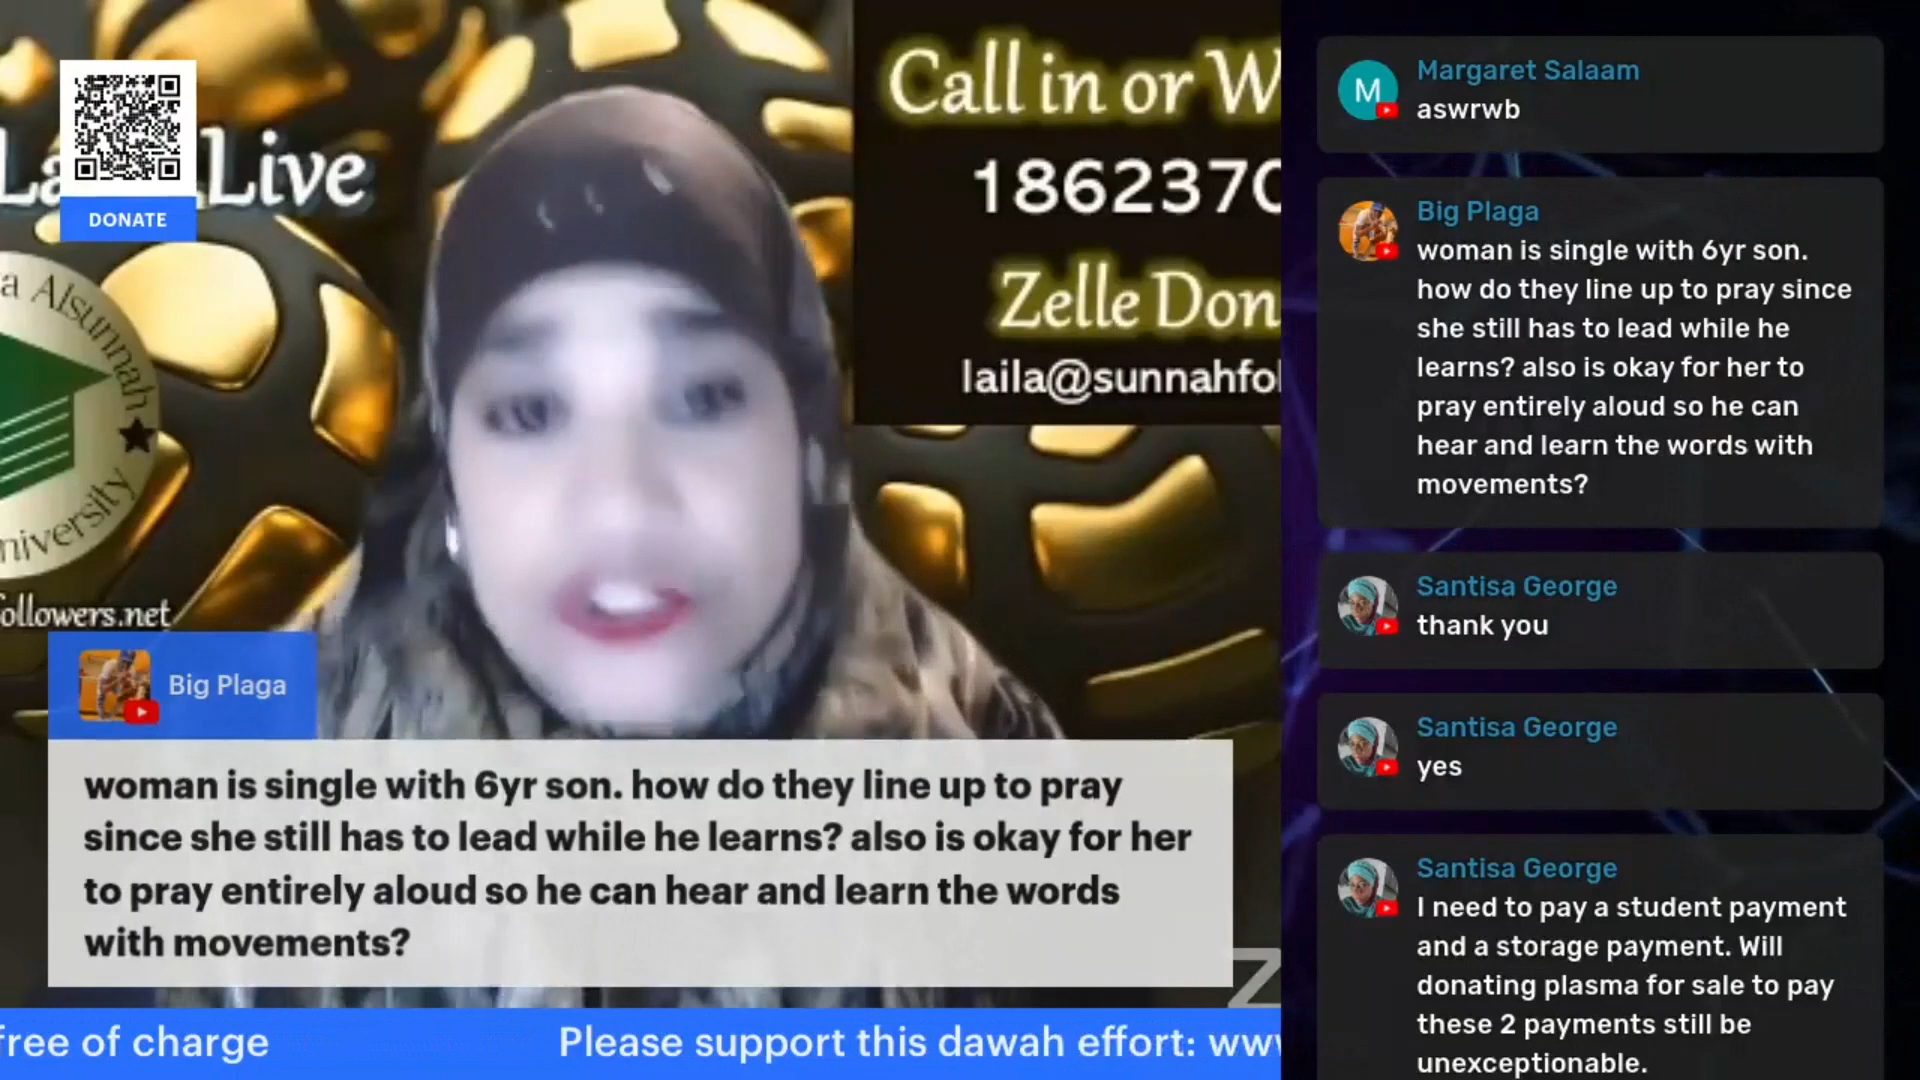 Live
DONATE
a Alsunnah
niversity
ollowers.net
Call in or W
1862370
Zelle Don
laila@sunnahfol
Big Plaga
woman is single with 6yr son. how do they line up to pray
since she still has to lead while he learns? also is okay for her
to pray entirely aloud so he can hear and learn the words
with movements?
free of charge
Please support this dawah effort: www
M
Margaret Salaam
aswrwb
Big Plaga
woman is single with 6yr son.
how do they line up to pray since
she still has to lead while he
learns? also is okay for her to
pray entirely aloud so he can
hear and learn the words with
movements?
Santisa George
thank you
Santisa George
yes
Santisa George
I need to pay a student payment
and a storage payment. Will
donating plasma for sale to pay
these 2 payments still be
unexceptionable.